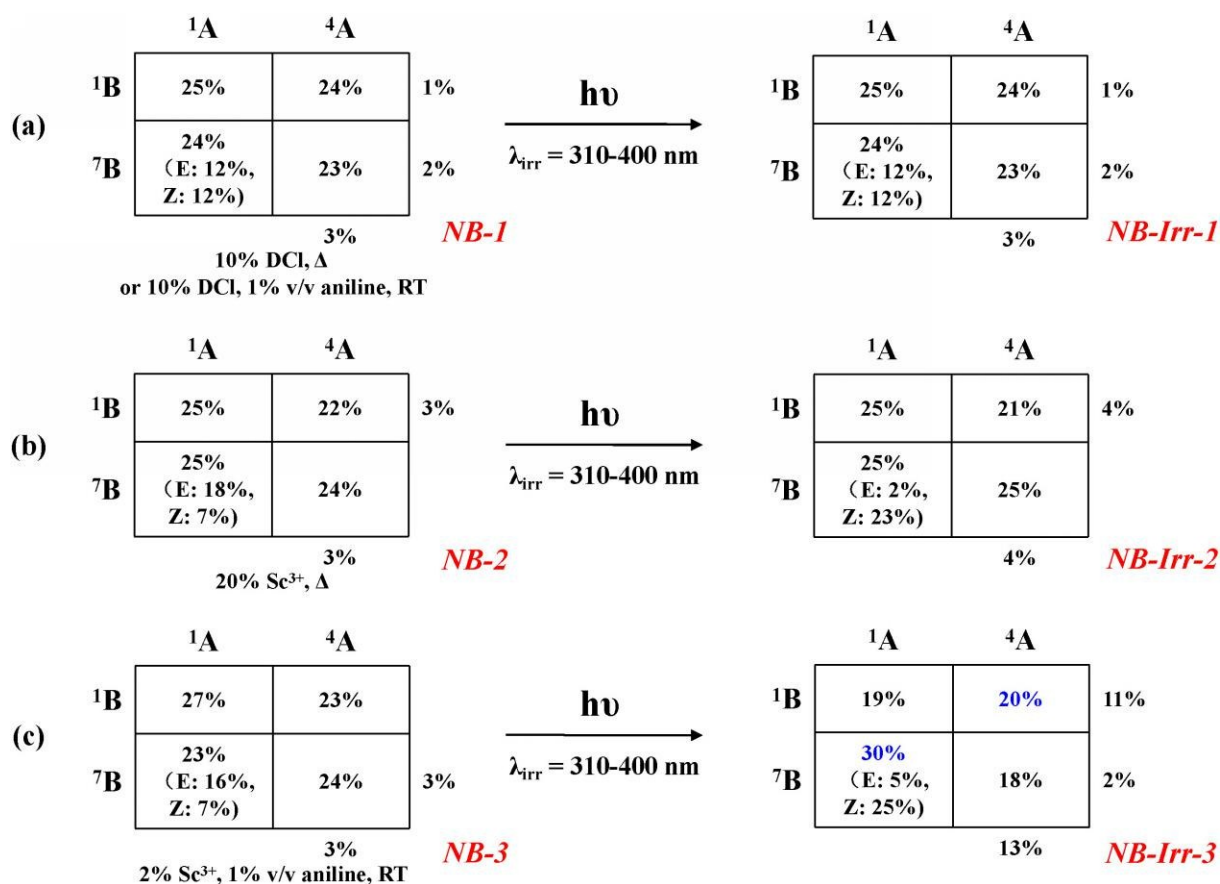 ¹A ⁴A ¹A ⁴A
¹B 25% 24% 1% hυ ¹B 25% 24% 1%
(a)
⁷B 24% (E: 12%, Z: 12%) 23% 2% λirr = 310-400 nm ⁷B 24% (E: 12%, Z: 12%) 23% 2%
3% NB-1 3% NB-Irr-1
10% DCl, Δ
or 10% DCl, 1% v/v aniline, RT
¹A ⁴A ¹A ⁴A
¹B 25% 22% 3% hυ ¹B 25% 21% 4%
(b)
⁷B 25% (E: 18%, Z: 7%) 24% λirr = 310-400 nm ⁷B 25% (E: 2%, Z: 23%) 25%
3% NB-2 4% NB-Irr-2
20% Sc³⁺, Δ
¹A ⁴A ¹A ⁴A
¹B 27% 23% hυ ¹B 19% 20% 11%
(c)
⁷B 23% (E: 16%, Z: 7%) 24% 3% λirr = 310-400 nm ⁷B 30% (E: 5%, Z: 25%) 18% 2%
3% NB-3 13% NB-Irr-3
2% Sc³⁺, 1% v/v aniline, RT